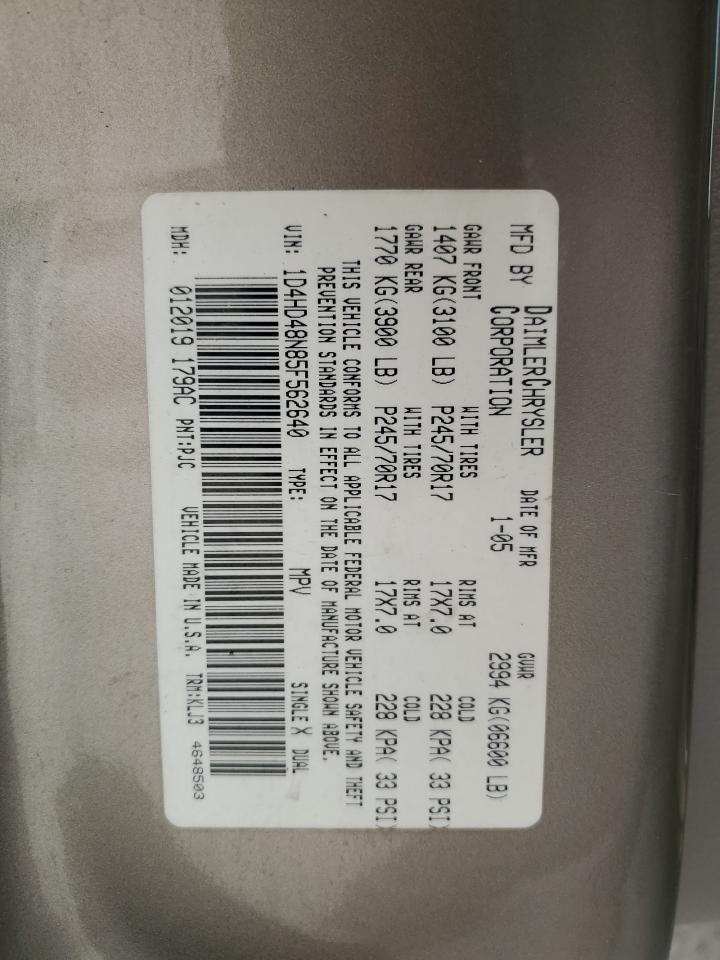 MFD BY DAIMLERCHRYSLER CORPORATION DATE OF MFR 1-05 GVWR 2994 KG(06600 LB)
GAWR FRONT WITH TIRES RIMS AT COLD
1407 KG(3100 LB) P245/70R17 17X7.0 228 KPA( 33 PSI)
GAWR REAR WITH TIRES RIMS AT COLD
1770 KG(3900 LB) P245/70R17 17X7.0 228 KPA( 33 PSI)
THIS VEHICLE CONFORMS TO ALL APPLICABLE FEDERAL MOTOR VEHICLE SAFETY AND THEFT
PREVENTION STANDARDS IN EFFECT ON THE DATE OF MANUFACTURE SHOWN ABOVE.
VIN: 1D4HD48N85F562640 TYPE: MPV SINGLE X DUAL
MDH: 012019 179AC PNT:PJC VEHICLE MADE IN U.S.A. TRM:KLJ3 4648503